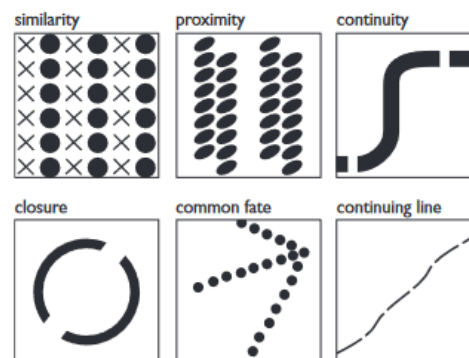 similarity
proximity
continuity
closure
common fate
continuing line